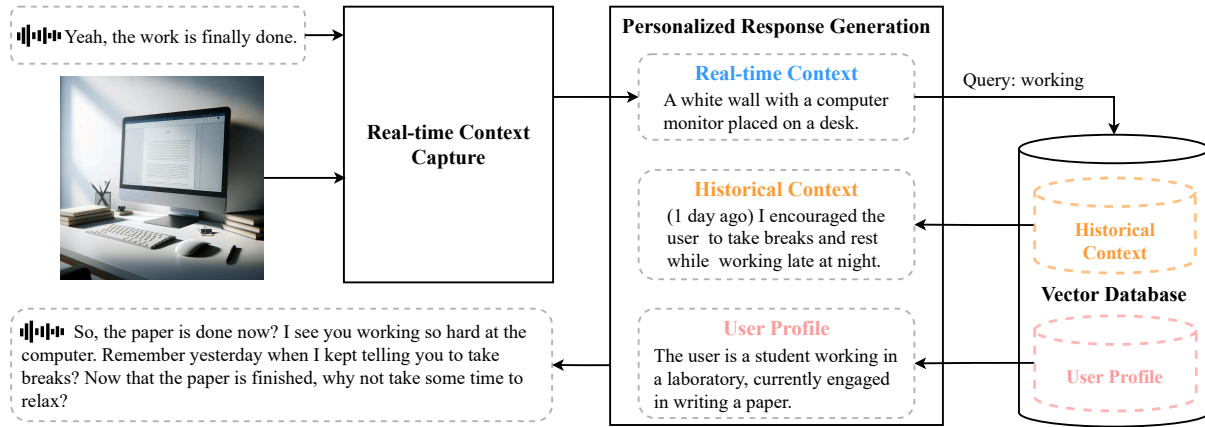 Yeah, the work is finally done.
Real-time Context
Capture
Personalized Response Generation
Real-time Context
A white wall with a computer
monitor placed on a desk.
Query: working
Historical Context
(1 day ago) I encouraged the
user to take breaks and rest
while working late at night.
Historical
Context
Vector Database
User Profile
The user is a student working in
a laboratory, currently engaged
in writing a paper.
User Profile
So, the paper is done now? I see you working so hard at the
computer. Remember yesterday when I kept telling you to take
breaks? Now that the paper is finished, why not take some time to
relax?